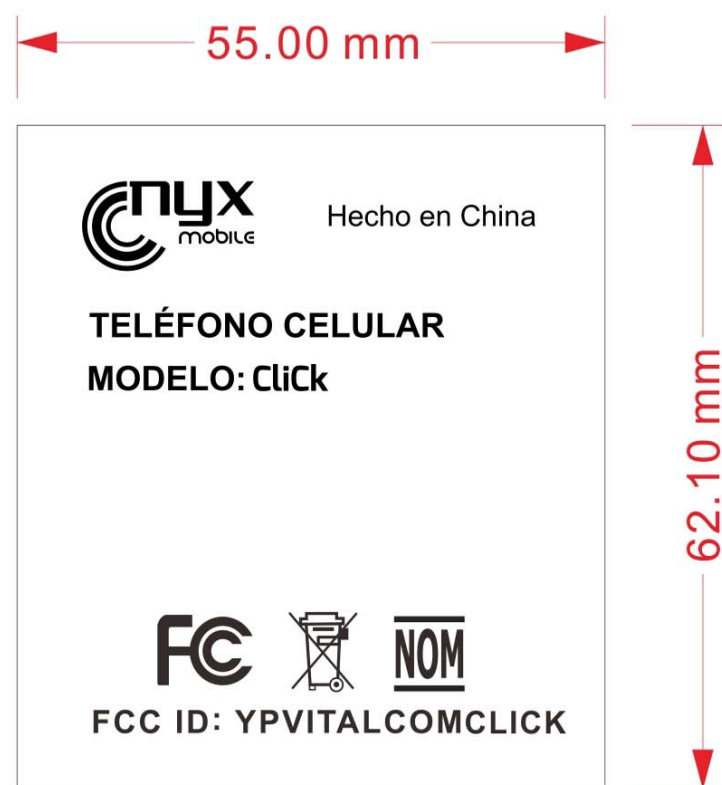 55.00 mm
nyx
mobile
Hecho en China
TELÉFONO CELULAR
MODELO: CliCk
62.10 mm
FC
NOM
FCC ID: YPVITALCOMCLICK